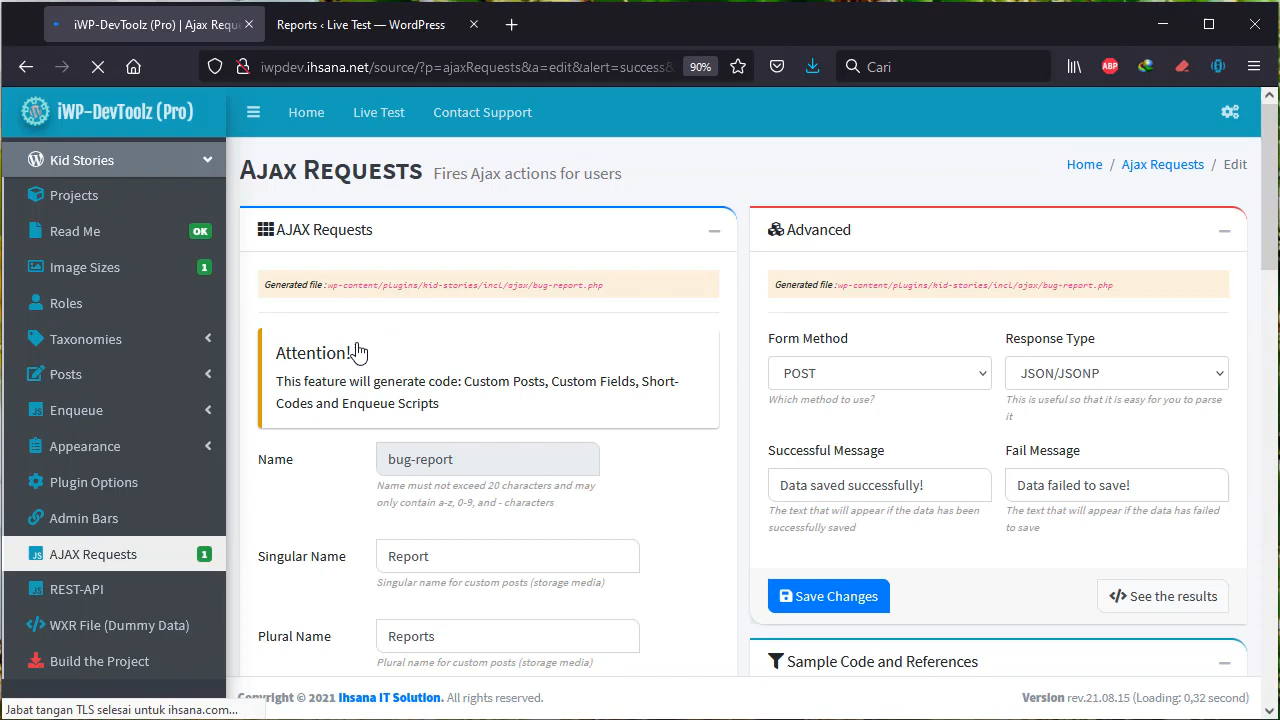 iWP-DevToolz (Pro) | Ajax Reque
Reports ‹ Live Test — WordPress
iwpdev.ihsana.net/source/?p=ajaxRequests&a=edit&alert=success&
90%
Cari
ABP
iWP-DevToolz (Pro)
Home
Live Test
Contact Support
Kid Stories
Projects
Read Me
OK
Image Sizes
1
Roles
Taxonomies
Posts
Enqueue
Appearance
Plugin Options
Admin Bars
AJAX Requests
1
REST-API
WXR File (Dummy Data)
Build the Project
Ajax Requests Fires Ajax actions for users
Home / Ajax Requests / Edit
AJAX Requests
Generated file :wp-content/plugins/kid-stories/incl/ajax/bug-report.php
Attention!
This feature will generate code: Custom Posts, Custom Fields, Short-
Codes and Enqueue Scripts
Name
bug-report
Name must not exceed 20 characters and may
only contain a-z, 0-9, and - characters
Singular Name
Report
Singular name for custom posts (storage media)
Plural Name
Reports
Plural name for custom posts (storage media)
Advanced
Generated file :wp-content/plugins/kid-stories/incl/ajax/bug-report.php
Form Method
POST
Which method to use?
Response Type
JSON/JSONP
This is useful so that it is easy for you to parse
it
Successful Message
Data saved successfully!
The text that will appear if the data has been
successfully saved
Fail Message
Data failed to save!
The text that will appear if the data has failed
to save
Save Changes
See the results
Sample Code and References
Copyright © 2021 Ihsana IT Solution. All rights reserved.
Version rev.21.08.15 (Loading: 0,32 second)
Jabat tangan TLS selesai untuk ihsana.com...